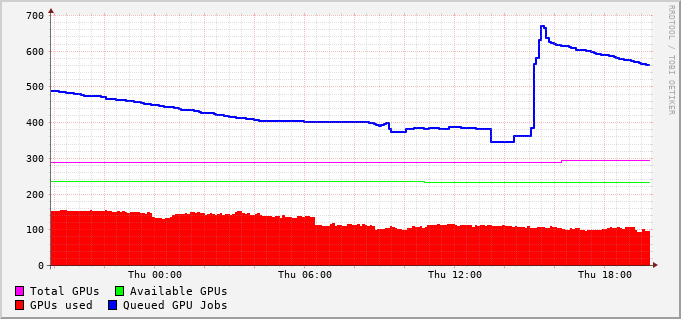 700
600
500
400
300
200
100
0
Thu 00:00 Thu 06:00 Thu 12:00 Thu 18:00
Total GPUs Available GPUs
GPUs used Queued GPU Jobs
RRDTOOL / TOBI OETIKER